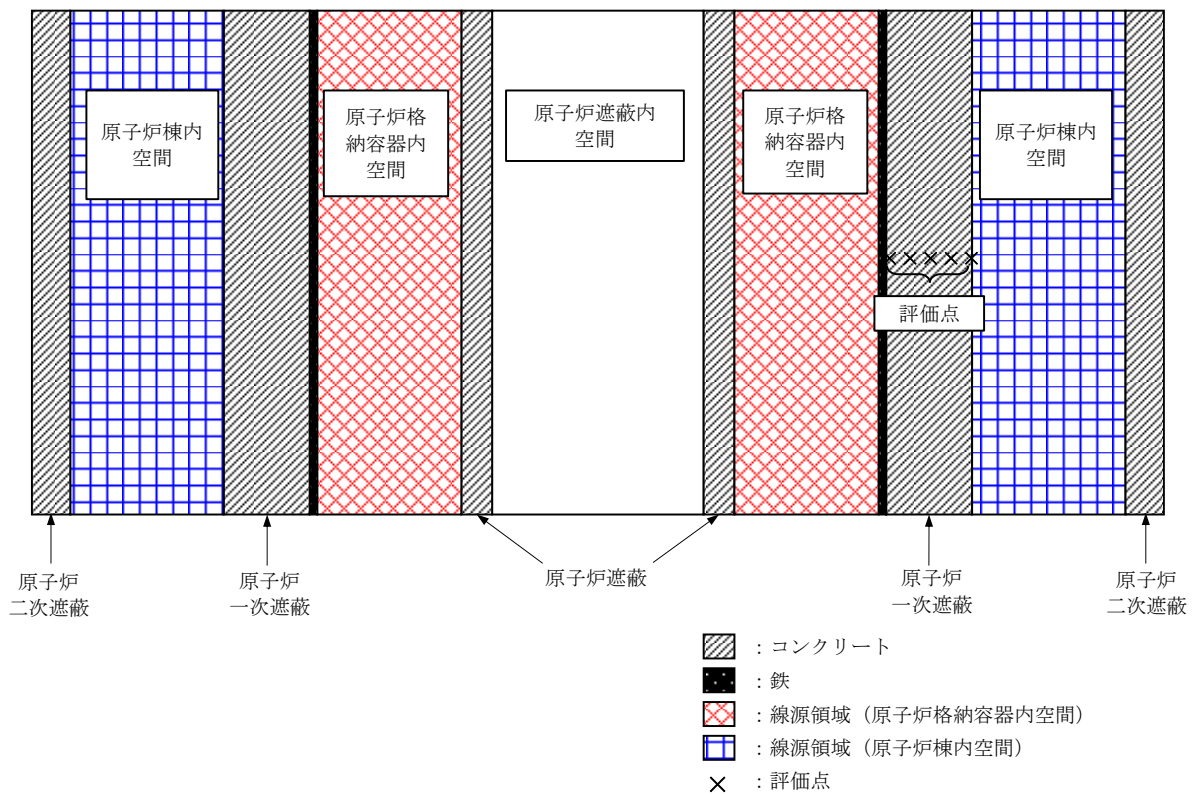 原子炉棟内
空間
原子炉格
納容器内
空間
原子炉遮蔽内
空間
原子炉格
納容器内
空間
原子炉棟内
空間
評価点
原子炉
二次遮蔽
原子炉
一次遮蔽
原子炉遮蔽
原子炉
一次遮蔽
原子炉
二次遮蔽
：コンクリート
：鉄
：線源領域（原子炉格納容器内空間）
：線源領域（原子炉棟内空間）
：評価点